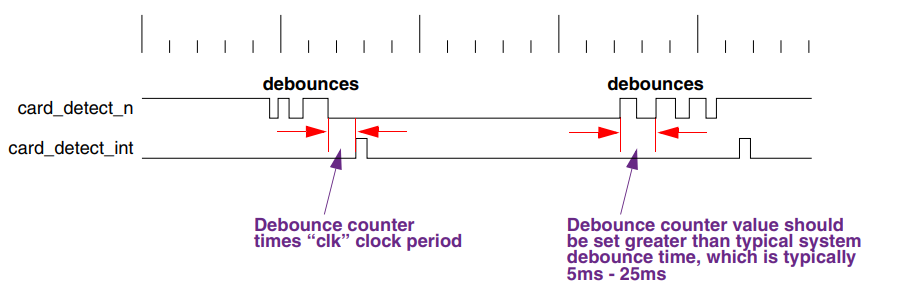 debounces debounces
card_detect_n
card_detect_int
Debounce counter
times “clk” clock period
Debounce counter value should
be set greater than typical system
debounce time, which is typically
5ms - 25ms